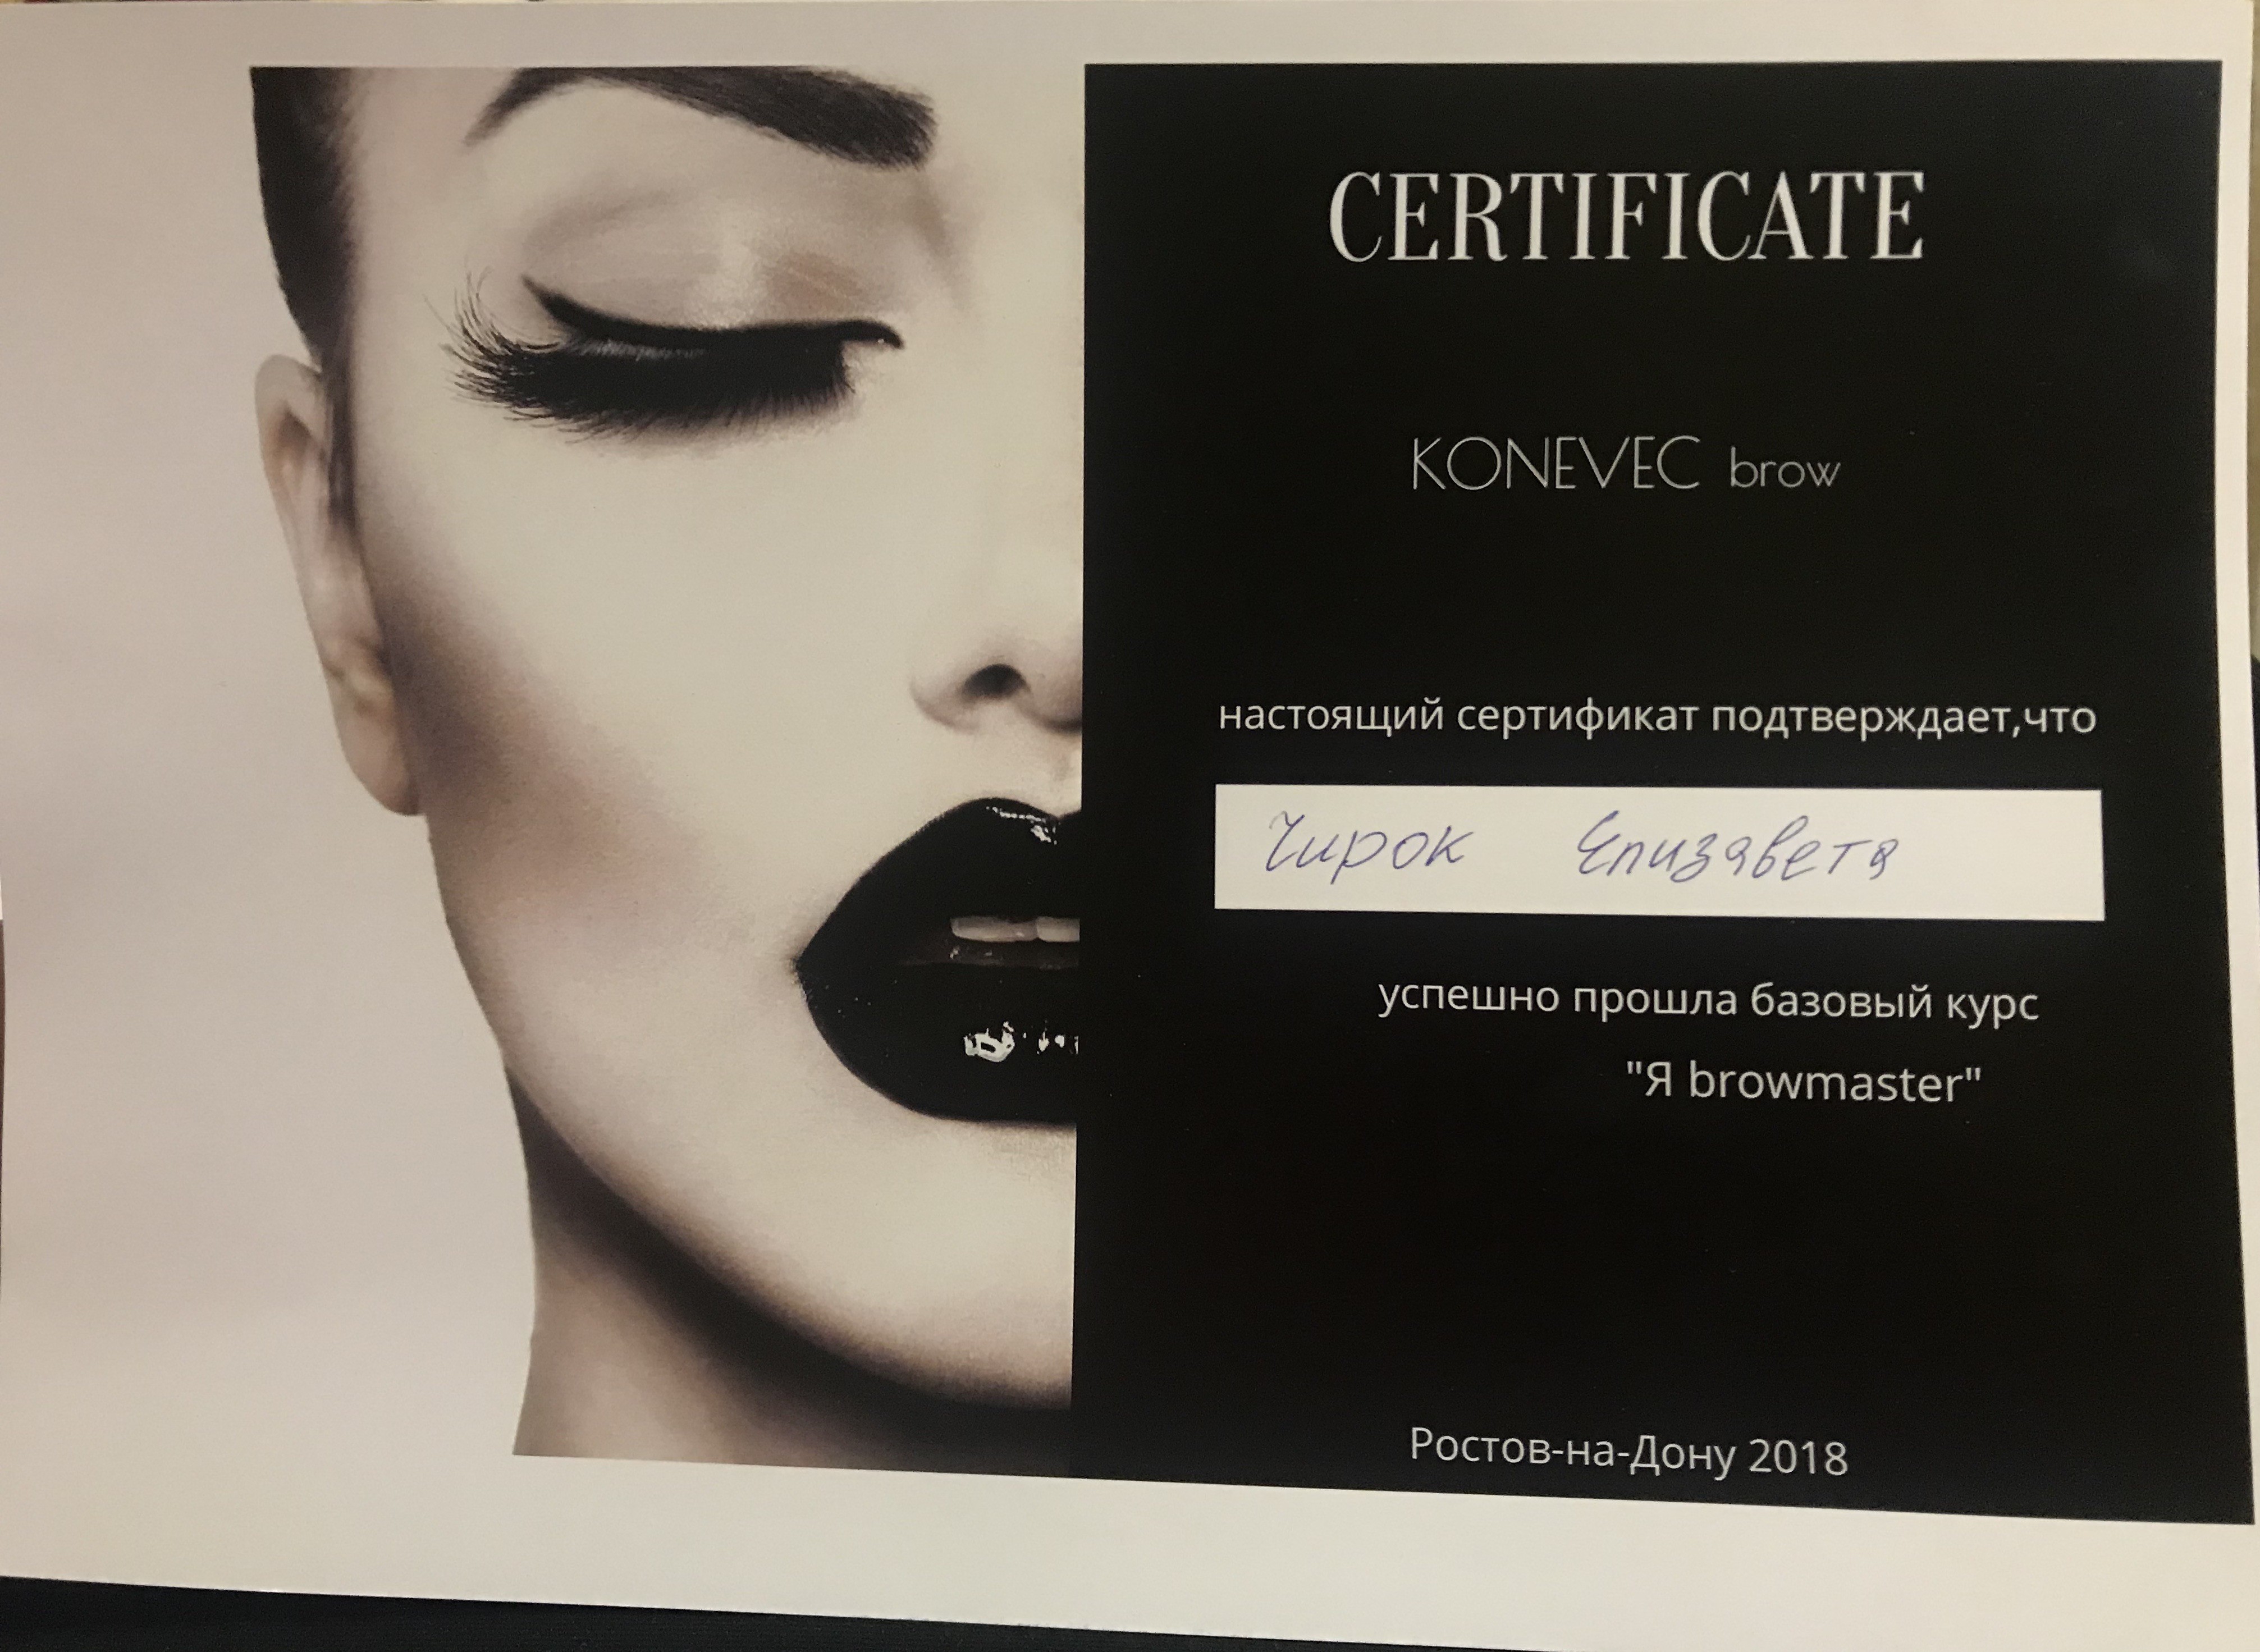 CERTIFICATE
KONEVEC brow
настоящий сертификат подтверждает,что
Чирок Елизавета
успешно прошла базовый курс
"Я browmaster"
Ростов-на-Дону 2018